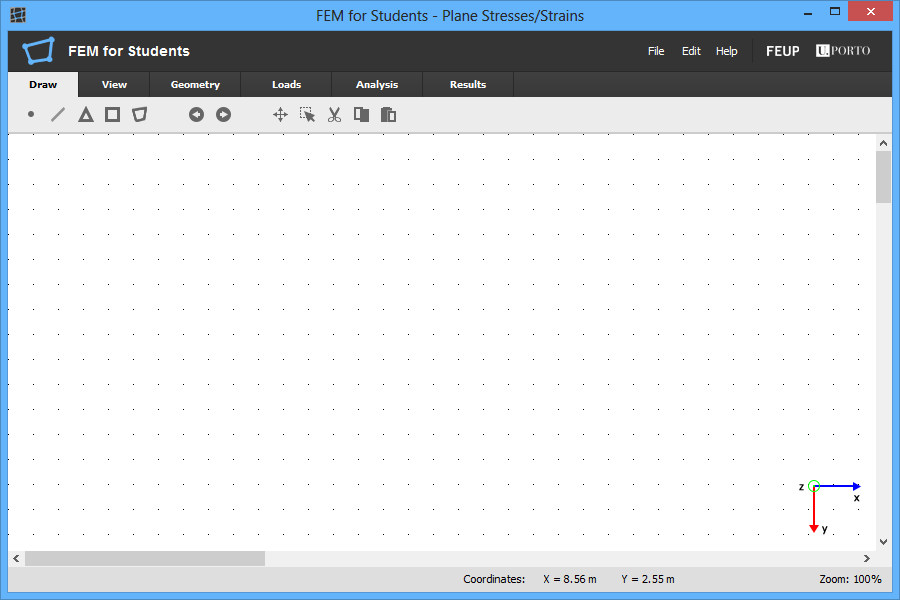 FEM for Students - Plane Stresses/Strains
FEM for Students File Edit Help FEUP U.PORTO
Draw View Geometry Loads Analysis Results
z
x
y
Coordinates: X = 8.56 m Y = 2.55 m Zoom: 100%